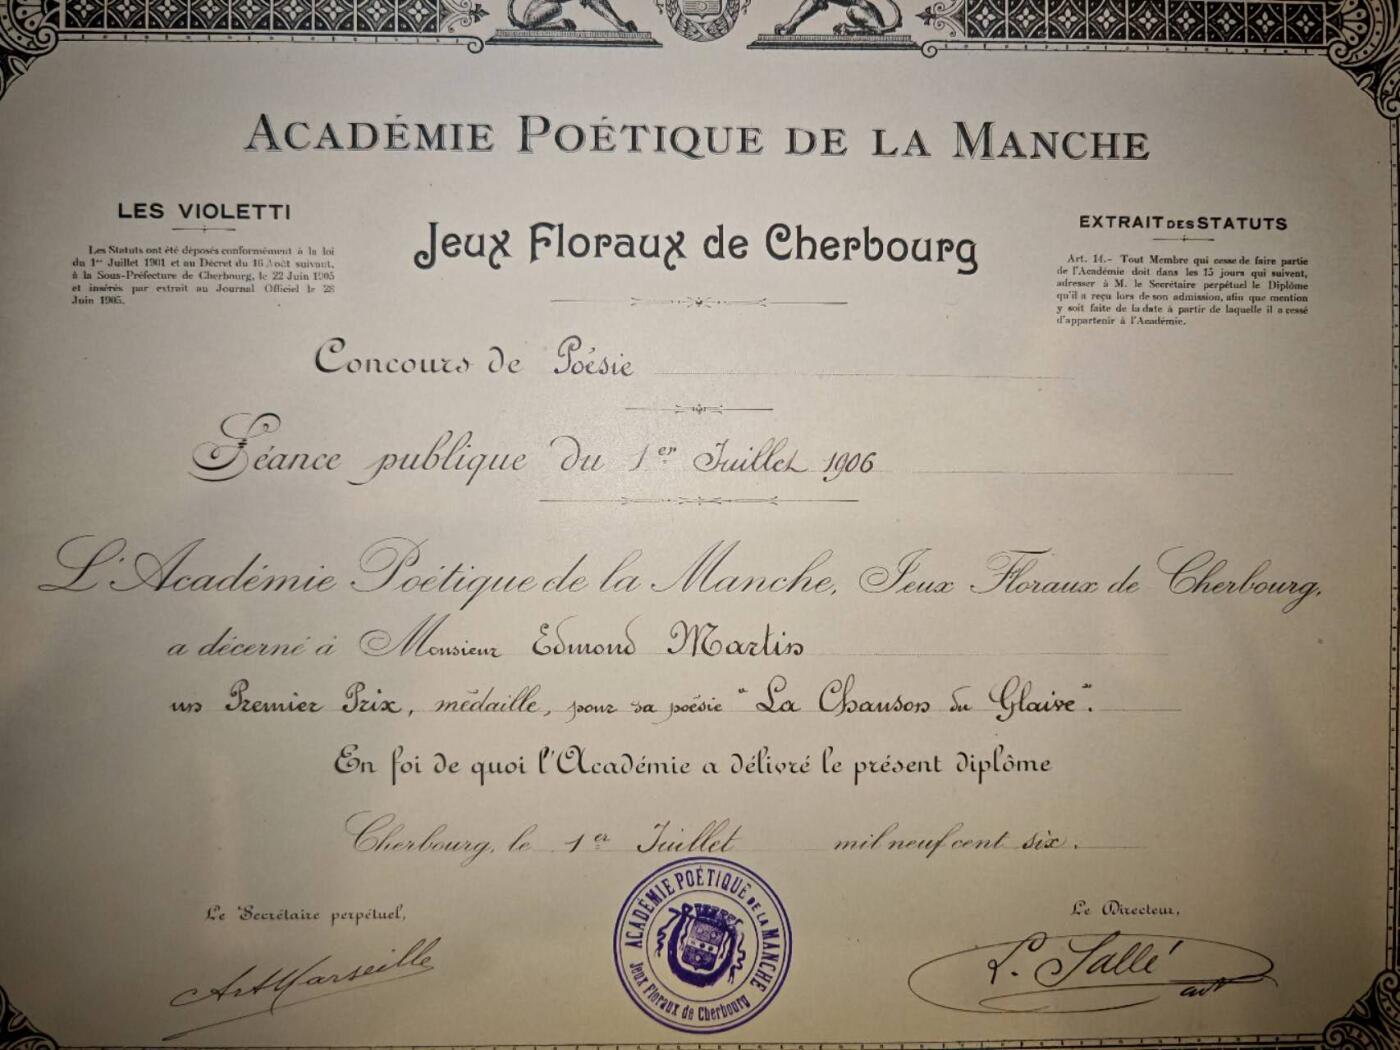 ACADÉMIE POÉTIQUE DE LA MANCHE
LES VIOLETTI
Les Statuts ont été déposés conformément à la loi
du 1er Juillet 1901 et au Décret du 16 Août suivant,
à la Sous-Préfecture de Cherbourg, le 22 Juin 1905
et insérés par extrait au Journal Officiel le 28
Juin 1905.
Jeux Floraux de Cherbourg
EXTRAIT DES STATUTS
Art. 14.- Tout Membre qui cesse de faire partie
de l'Académie doit dans les 15 jours qui suivent,
adresser à M. le Secrétaire perpétuel le Diplôme
qu'il a reçu lors de son admission, afin que mention
y soit faite de la date à partir de laquelle il a cessé
d'appartenir à l'Académie.
Concours de Poésie
Séance publique du 1er Juillet 1906
L'Académie Poétique de la Manche, Jeux Floraux de Cherbourg,
a décerné à Monsieur Edmond Martin
un Premier Prix, médaille, pour sa poésie "La Chanson du Glaive".
En foi de quoi l'Académie a délivré le présent diplôme
Cherbourg, le 1er Juillet mil neuf cent six.
Le Secrétaire perpétuel,
Le Directeur,
ACADÉMIE POÉTIQUE DE LA MANCHE
Jeux Floraux de Cherbourg
Marseille
L. Sallé